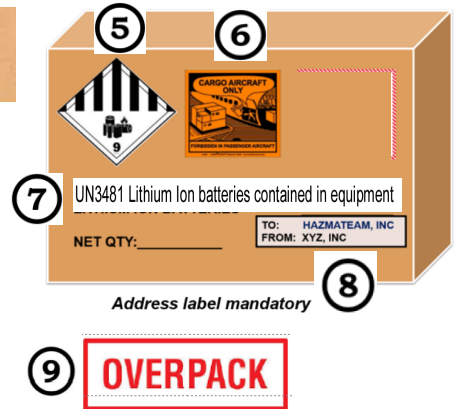 5
6
CARGO AIRCRAFT
ONLY
FORBIDDEN IN PASSENGER AIRCRAFT
9
7
UN3481 Lithium Ion batteries contained in equipment
NET QTY:
TO: HAZMATEAM, INC
FROM: XYZ, INC
8
Address label mandatory
9
OVERPACK